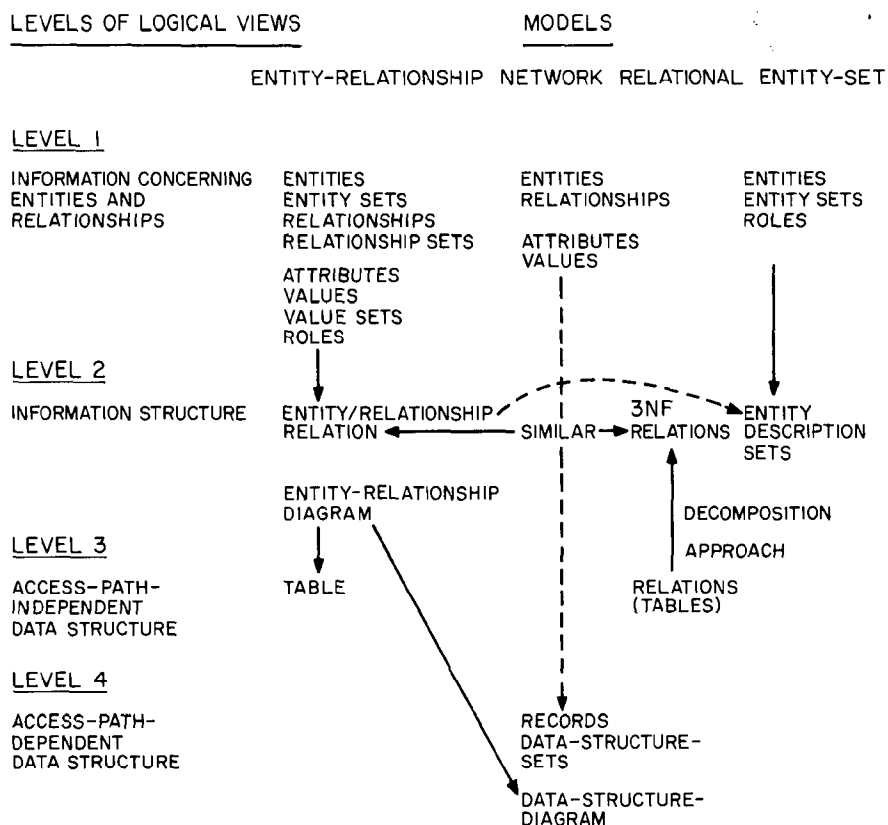 LEVELS OF LOGICAL VIEWS
MODELS
ENTITY-RELATIONSHIP NETWORK RELATIONAL ENTITY-SET
LEVEL 1
INFORMATION CONCERNING
ENTITIES AND
RELATIONSHIPS
ENTITIES
ENTITY SETS
RELATIONSHIPS
RELATIONSHIP SETS
ATTRIBUTES
VALUES
VALUE SETS
ROLES
ENTITIES
RELATIONSHIPS
ATTRIBUTES
VALUES
ENTITIES
ENTITY SETS
ROLES
LEVEL 2
INFORMATION STRUCTURE
ENTITY/RELATIONSHIP
RELATION
SIMILAR
3NF
RELATIONS
ENTITY
DESCRIPTION
SETS
ENTITY-RELATIONSHIP
DIAGRAM
DECOMPOSITION
APPROACH
LEVEL 3
ACCESS-PATH-
INDEPENDENT
DATA STRUCTURE
TABLE
RELATIONS
(TABLES)
LEVEL 4
ACCESS-PATH-
DEPENDENT
DATA STRUCTURE
RECORDS
DATA-STRUCTURE-
SETS
DATA-STRUCTURE-
DIAGRAM